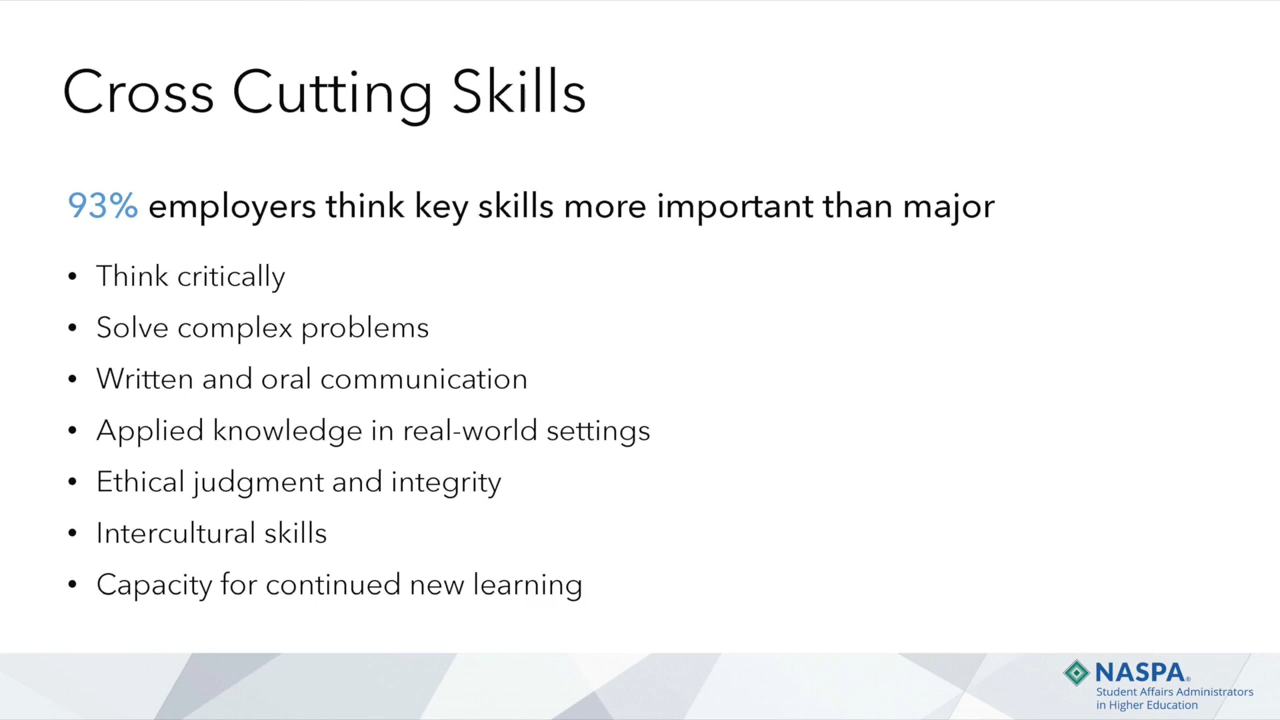 Cross Cutting Skills
93% employers think key skills more important than major
• Think critically
• Solve complex problems
• Written and oral communication
• Applied knowledge in real-world settings
• Ethical judgment and integrity
• Intercultural skills
• Capacity for continued new learning
NASPA®
Student Affairs Administrators
in Higher Education